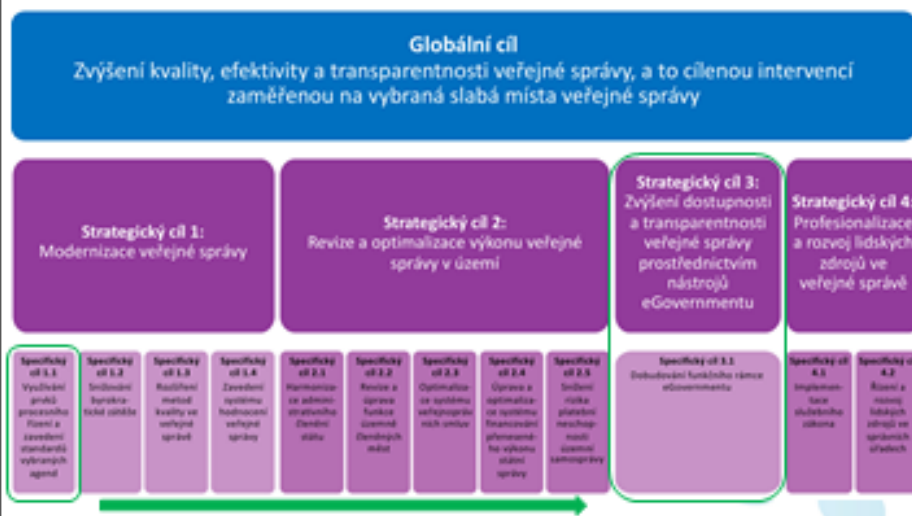 Globální cíl
Zvýšení kvality, efektivity a transparentnosti veřejné správy, a to cílenou intervencí
zaměřenou na vybraná slabá místa veřejné správy
Strategický cíl 1:
Modernizace veřejné správy
Strategický cíl 2:
Revize a optimalizace výkonu veřejné
správy v území
Strategický cíl 3:
Zvýšení dostupnosti
a transparentnosti
veřejné správy
prostřednictvím
nástrojů
eGovernmentu
Strategický cíl 4:
Profesionalizace
a rozvoj lidských
zdrojů ve
veřejné správě
Specifický
cíl 1.1
Využívání
prvků
procesního
řízení a
zavedení
standardů
vybraných
agend
Specifický
cíl 1.2
Snižování
byrokra-
tické zátěže
Specifický
cíl 1.3
Rozšíření
metod
kvality ve
veřejné
správě
Specifický
cíl 1.4
Zavedení
systému
hodnocení
veřejné
správy
Specifický
cíl 2.1
Harmoniza-
ce admini-
strativního
členění
státu
Specifický
cíl 2.2
Revize a
úprava
funkce
územně
členěných
měst
Specifický
cíl 2.3
Optimaliza-
ce systému
veřejnopráv
ních smluv
Specifický
cíl 2.4
Úprava a
optimaliza-
ce systému
financování
přenesené-
ho výkonu
státní
správy
Specifický
cíl 2.5
Snížení
rizika
platební
neschop-
nosti
územní
samosprávy
Specifický cíl 3.1
Dobudování funkčního rámce
eGovernmentu
Specifický cíl
4.1
Implemen-
tace
služebního
zákona
Specifický c
4.2
Řízení a
rozvoj
lidských
zdrojů ve
správních
úřadech